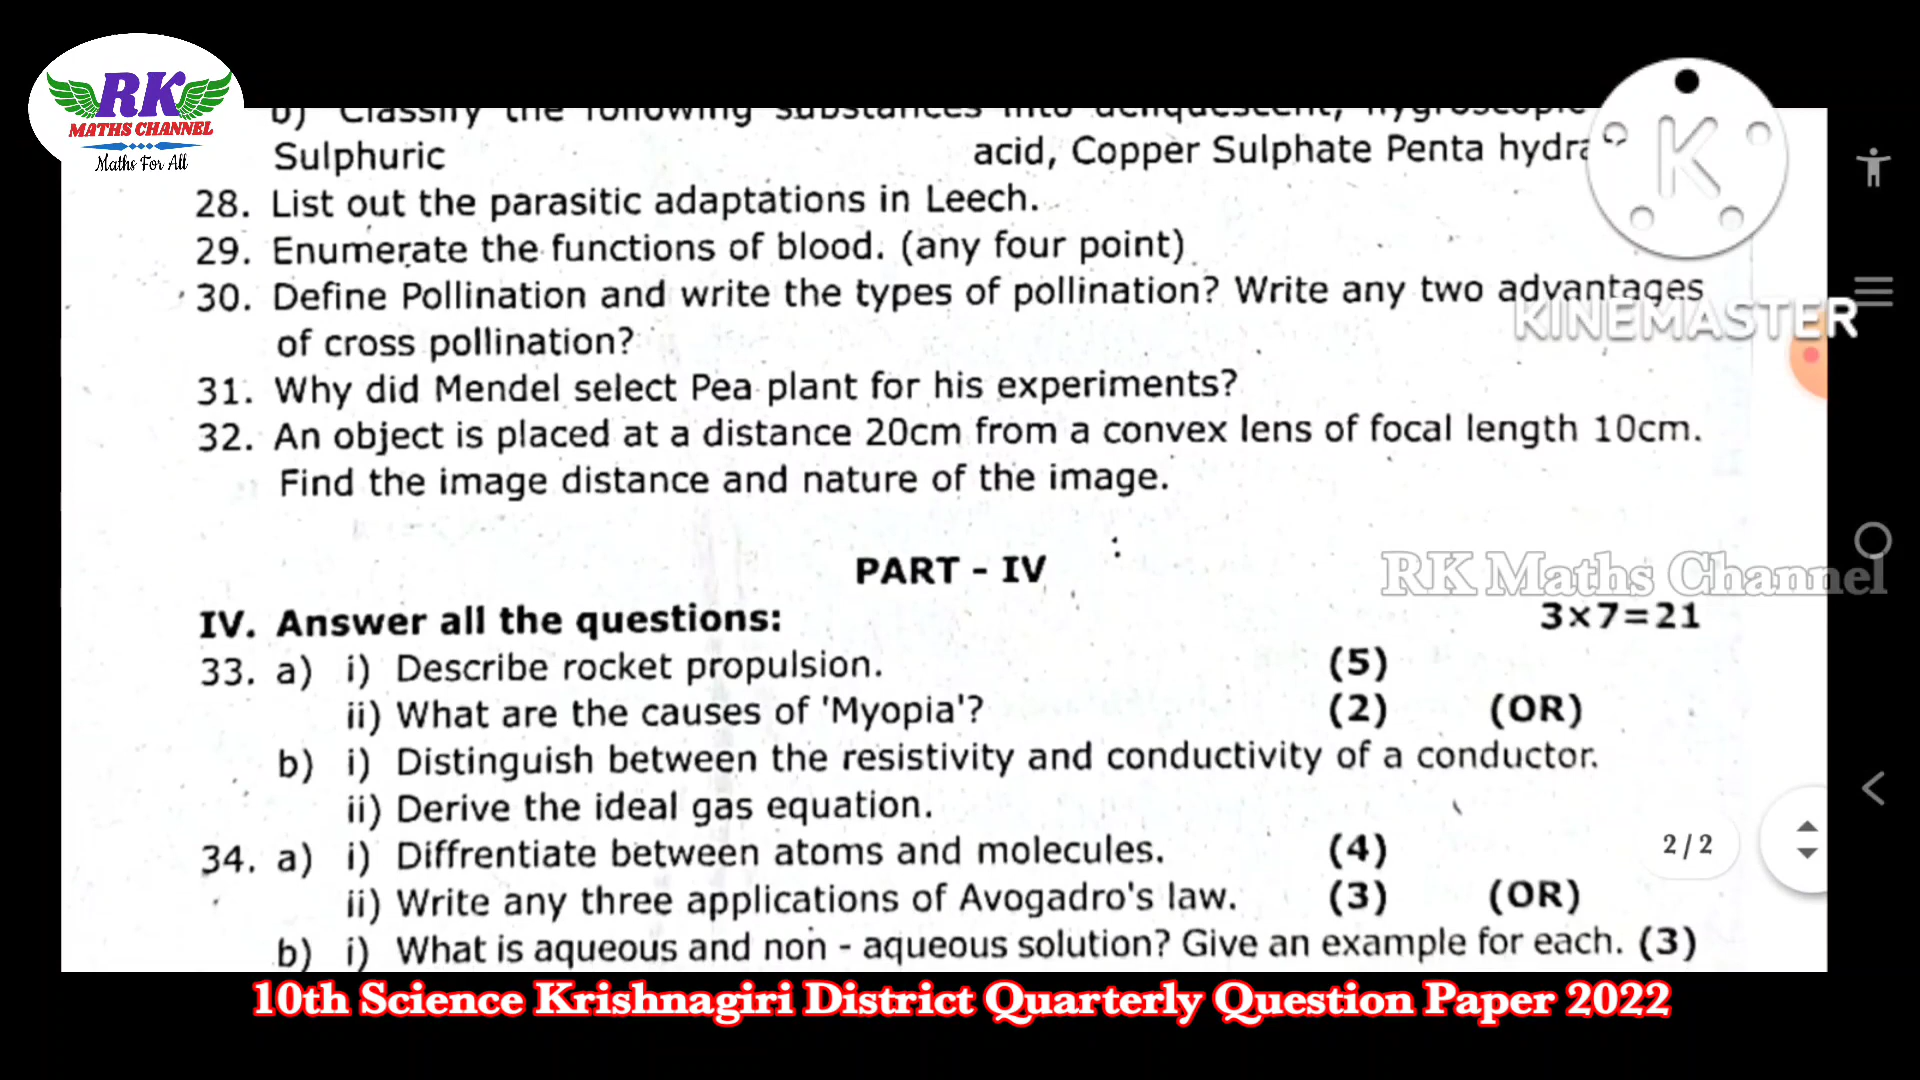 RK
MATHS CHANNEL
Maths For All
b) Classify the following substances into deliquescent, hygroscopic
Sulphuric acid, Copper Sulphate Penta hydra
K
28. List out the parasitic adaptations in Leech.
29. Enumerate the functions of blood. (any four point)
30. Define Pollination and write the types of pollination? Write any two advantages
KINEMASTER
of cross pollination?
31. Why did Mendel select Pea plant for his experiments?
32. An object is placed at a distance 20cm from a convex lens of focal length 10cm.
Find the image distance and nature of the image.
PART - IV
RK Maths Channel
IV. Answer all the questions: 3×7=21
33. a) i) Describe rocket propulsion. (5)
ii) What are the causes of 'Myopia'? (2) (OR)
b) i) Distinguish between the resistivity and conductivity of a conductor.
ii) Derive the ideal gas equation.
34. a) i) Diffrentiate between atoms and molecules. (4)
2/2
ii) Write any three applications of Avogadro's law. (3) (OR)
b) i) What is aqueous and non - aqueous solution? Give an example for each. (3)
10th Science Krishnagiri District Quarterly Question Paper 2022